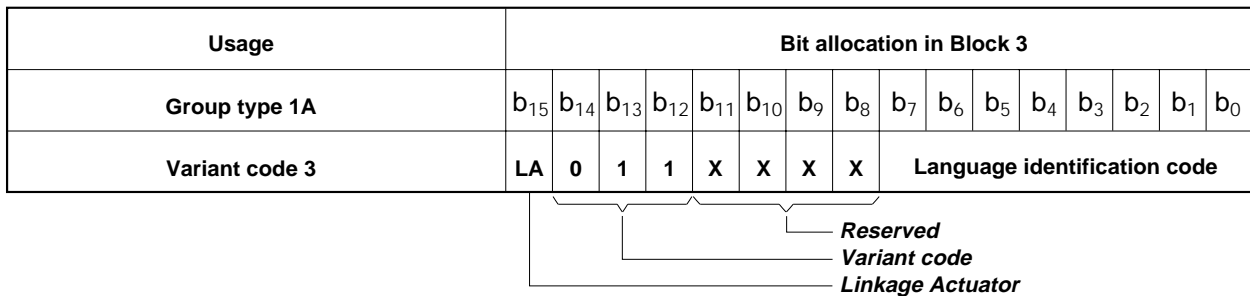 Usage Bit allocation in Block 3
Group type 1A b15 b14 b13 b12 b11 b10 b9 b8 b7 b6 b5 b4 b3 b2 b1 b0
Variant code 3 LA 0 1 1 X X X X Language identification code
Reserved
Variant code
Linkage Actuator